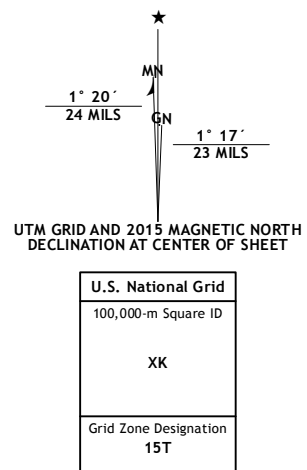 ★
MN
1° 20´
24 MILS
GN
1° 17´
23 MILS
UTM GRID AND 2015 MAGNETIC NORTH
DECLINATION AT CENTER OF SHEET
U.S. National Grid
100,000-m Square ID
XK
Grid Zone Designation
15T